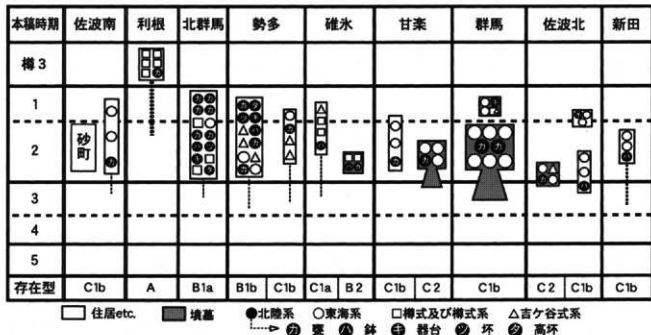 本稿時期 佐波南 利根 北群馬 勢多 碓氷 甘楽 群馬 佐波北 新田
樽3
1
2 砂町
3
4
5
存在型 C1b A B1a B1b C1b C1a B2 C1b C2 C1b C2 C1b C1b
住居etc. 墳墓 ●北陸系 ○東海系 □樽式及び樽式系 △吉ケ谷式系
カ 甕 ハ 鉢 キ 器台 ツ 坏 タ 高坏